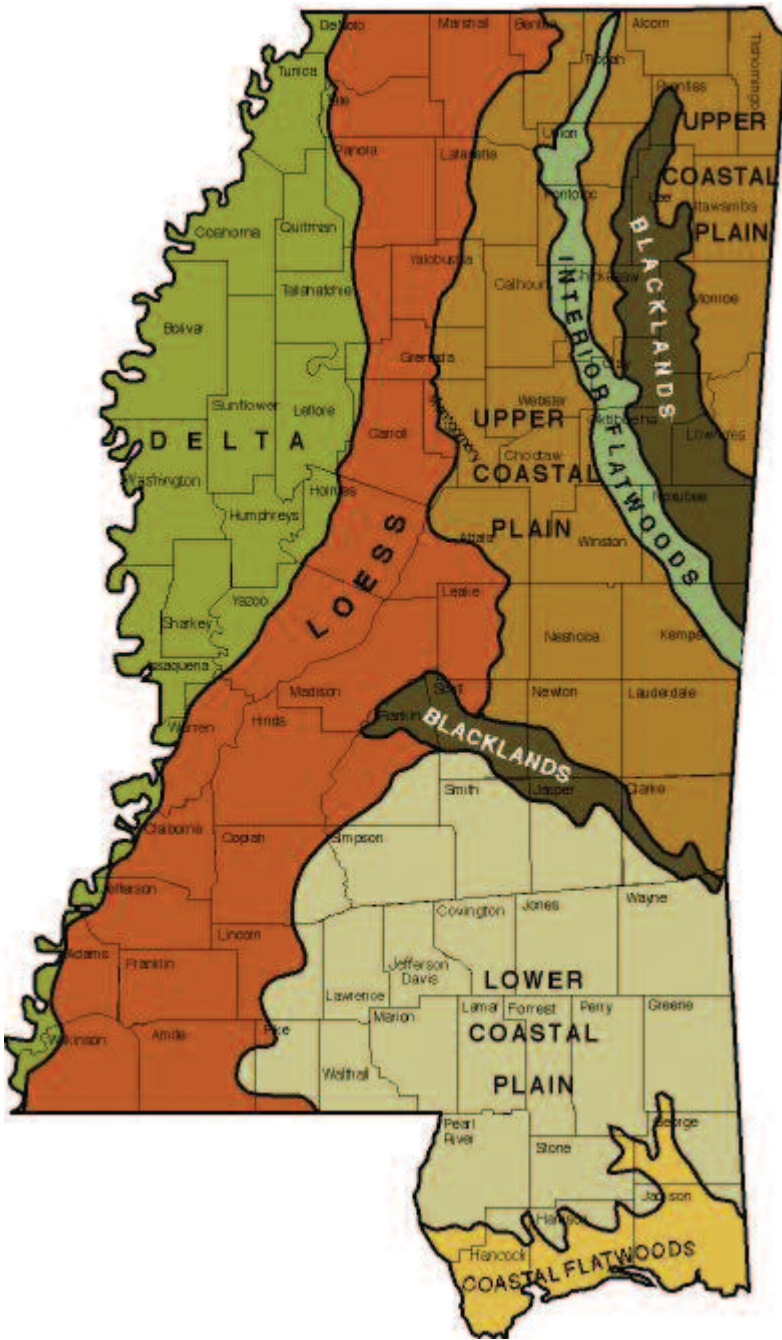 DeSoto
Marshall
Benton
Alcorn
Tippah
Tishomingo
Tunica
Tate
Prentiss
UPPER
COASTAL
PLAIN
Union
Panola
Lafayette
Pontotoc
Lee
Itawamba
Coahoma
Quitman
Yalobusha
Calhoun
Chickasaw
BLACKLANDS
Monroe
Tallahatchie
INTERIOR FLATWOODS
Bolivar
Grenada
Clay
Sunflower
Leflore
Montgomery
Webster
UPPER
COASTAL
PLAIN
Oktibbeha
Lowndes
DELTA
Carroll
Choctaw
Washington
Holmes
Humphreys
Noxubee
LOESS
Attala
Winston
Sharkey
Yazoo
Leake
Neshoba
Kemper
Issaquena
Madison
Scott
Newton
Lauderdale
Warren
Hinds
Rankin
BLACKLANDS
Smith
Jasper
Clarke
Claiborne
Copiah
Simpson
Jefferson
Covington
Jones
Wayne
Lincoln
Adams
Franklin
Jefferson
Davis
Lawrence
LOWER
COASTAL
PLAIN
Marion
Lamar
Forrest
Perry
Greene
Wilkinson
Amite
Pike
Walthall
Pearl
River
Stone
George
Jackson
Harrison
Hancock
COASTAL FLATWOODS